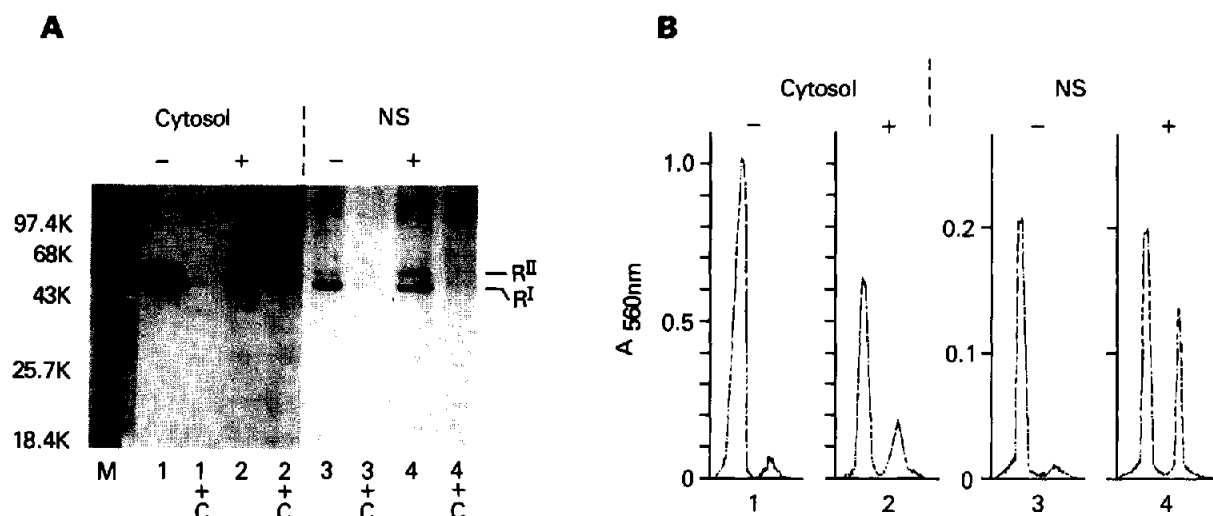 A
Cytosol NS
− + − +
97.4K
68K
43K
25.7K
18.4K
R^II
R^I
M 1 1+C 2 2+C 3 3+C 4 4+C
B
Cytosol NS
− + − +
A 560nm
1.0
0.5
0
0.2
0.1
0
1 2 3 4